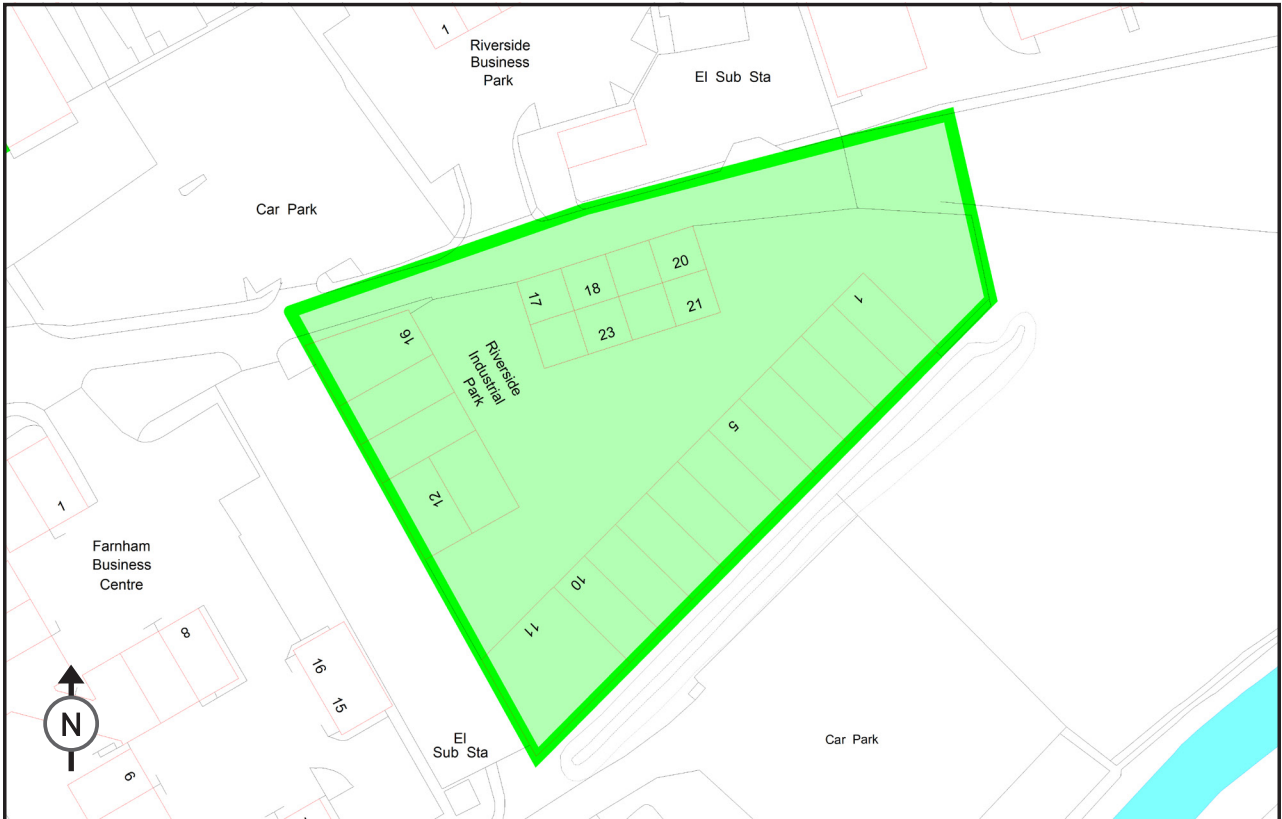 1
Riverside
Business
Park
El Sub Sta
Car Park
20
18
17
21
1
23
16
Riverside
Industrial
Park
5
12
1
Farnham
Business
Centre
10
11
8
16
15
N
El
Sub Sta
Car Park
6